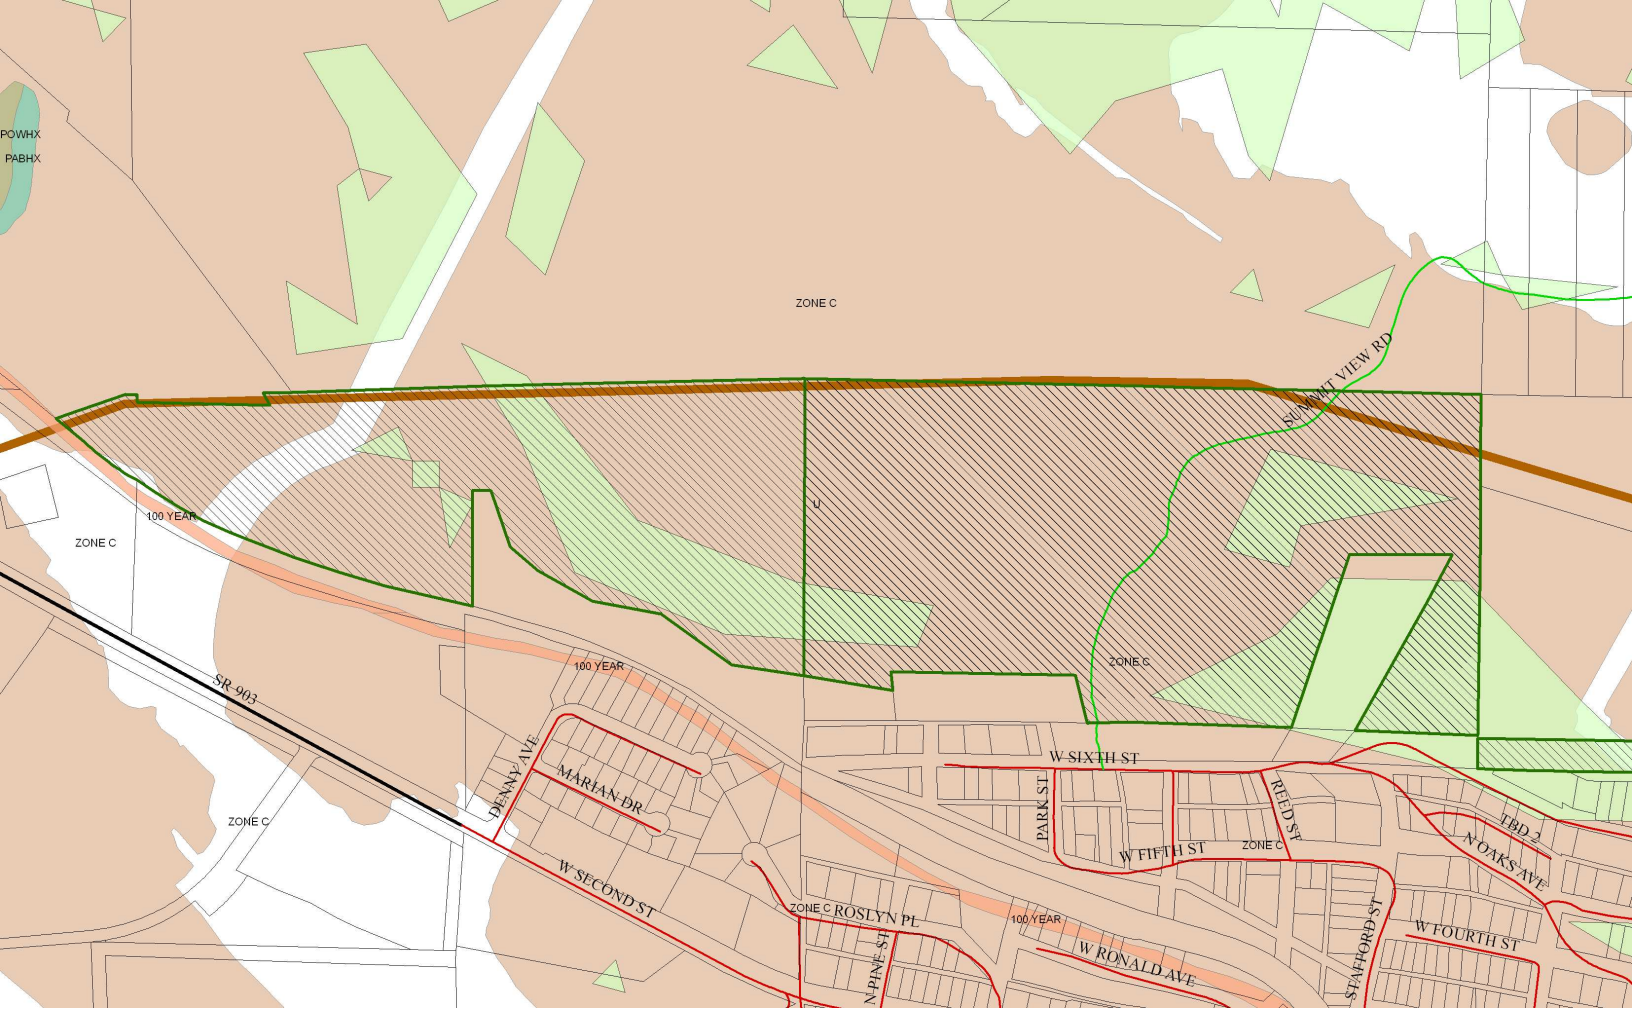 POWHX
PABHX
ZONE C
SUMMIT VIEW RD
U
100 YEAR
ZONE C
SR 903
100 YEAR
ZONE C
DENNY AVE
MARIAN DR
W SIXTH ST
PARK ST
REED ST
TBD 2
ZONE C
W FIFTH ST
ZONE C
N OAKS AVE
W SECOND ST
ZONE C
ROSLYN PL
100 YEAR
STAFFORD ST
W FOURTH ST
N PINE ST
W RONALD AVE